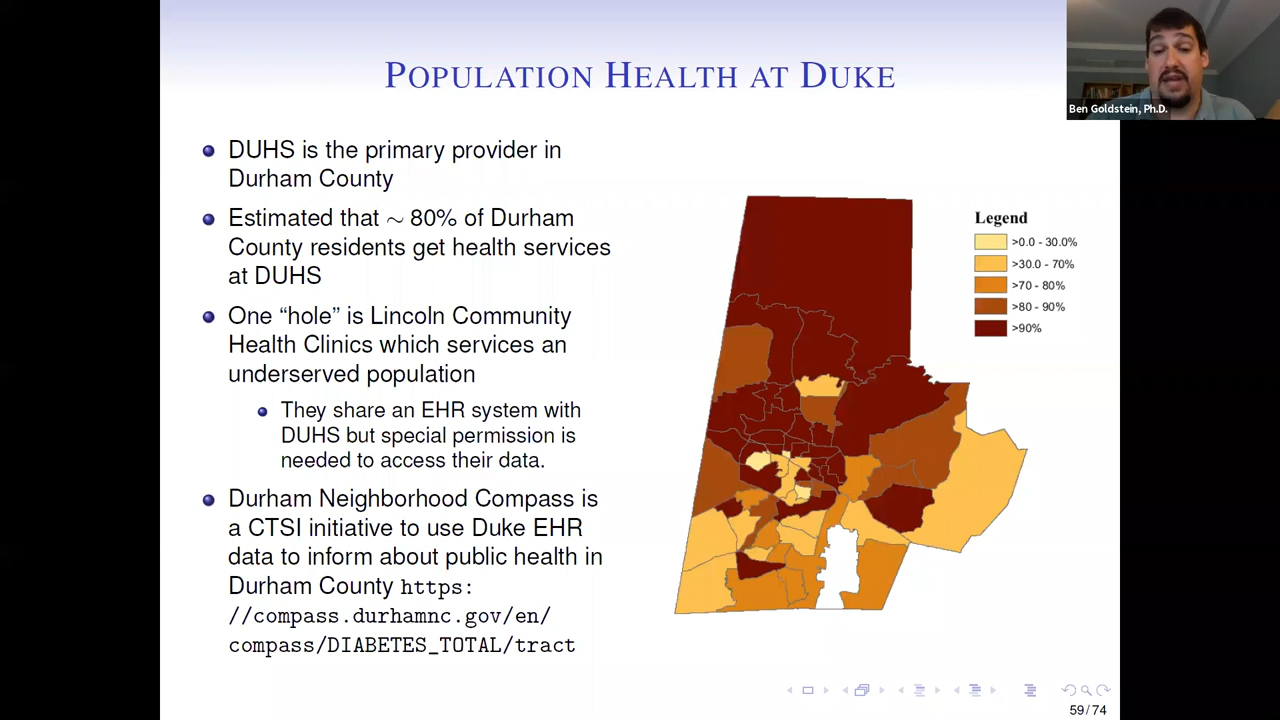 POPULATION HEALTH AT DUKE
Ben Goldstein, Ph.D.
DUHS is the primary provider in
Durham County
Estimated that ∼ 80% of Durham
County residents get health services
at DUHS
One “hole” is Lincoln Community
Health Clinics which services an
underserved population
They share an EHR system with
DUHS but special permission is
needed to access their data.
Durham Neighborhood Compass is
a CTSI initiative to use Duke EHR
data to inform about public health in
Durham County https:
//compass.durhamnc.gov/en/
compass/DIABETES_TOTAL/tract
Legend
>0.0 - 30.0%
>30.0 - 70%
>70 - 80%
>80 - 90%
>90%
59 / 74